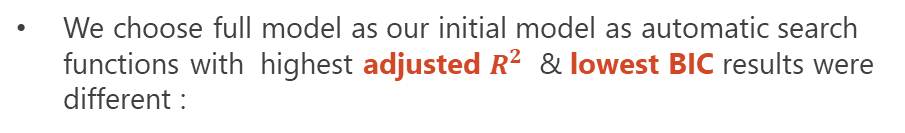 • We choose full model as our initial model as automatic search
functions with highest adjusted R² & lowest BIC results were
different :